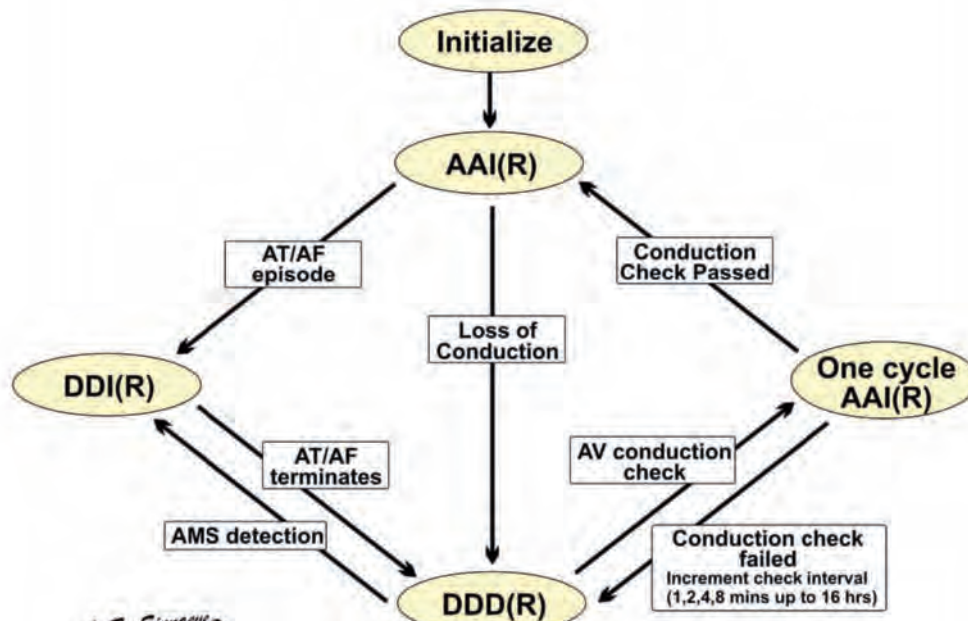 Initialize
AAI(R)
AT/AF
episode
Conduction
Check Passed
Loss of
Conduction
DDI(R)
One cycle
AAI(R)
AT/AF
terminates
AV conduction
check
AMS detection
Conduction check
failed
Increment check interval
(1,2,4,8 mins up to 16 hrs)
DDD(R)